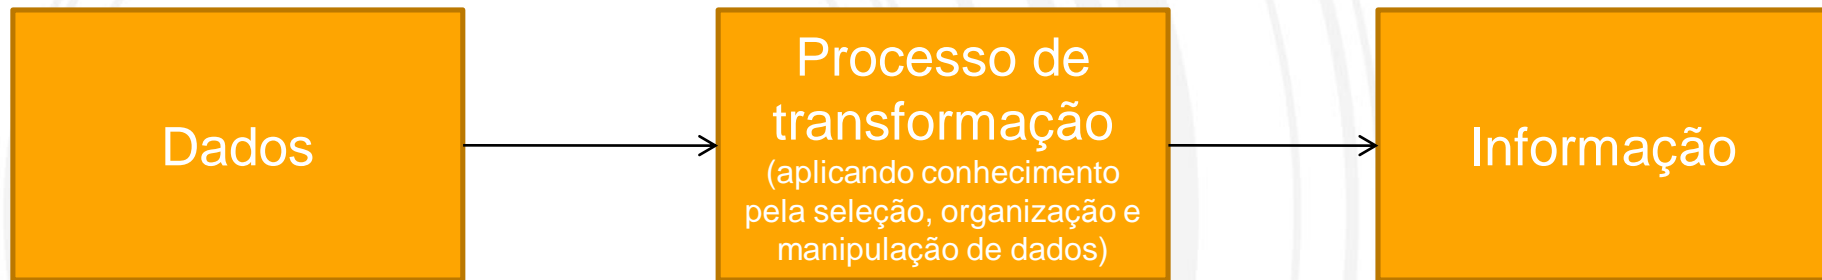 Dados
Processo de
transformação
(aplicando conhecimento
pela seleção, organização e
manipulação de dados)
Informação